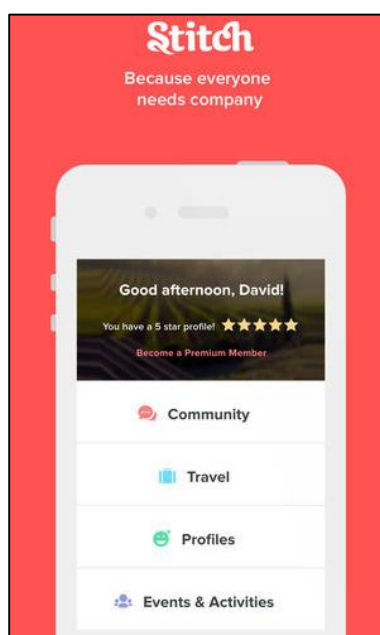 Stitch
Because everyone
needs company
Good afternoon, David!
You have a 5 star profile!
Become a Premium Member
Community
Travel
Profiles
Events & Activities